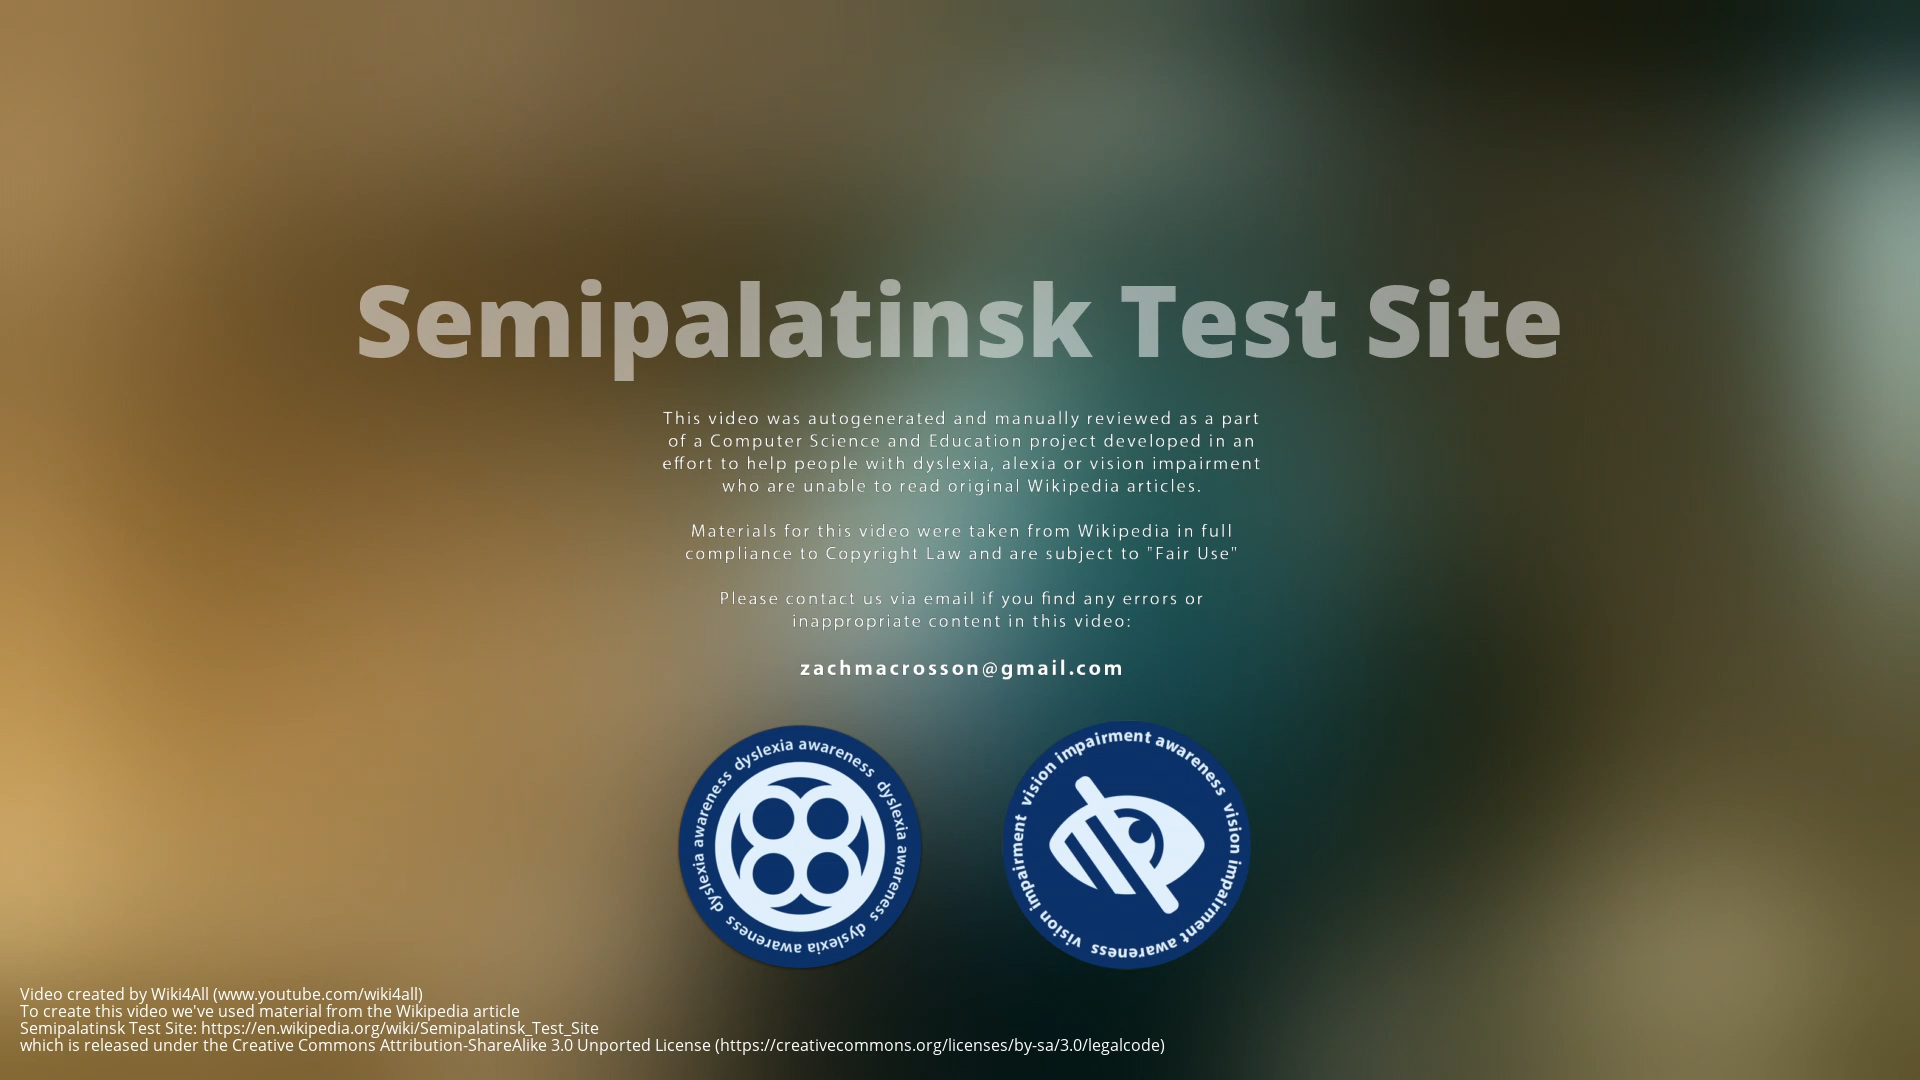 Semipalatinsk Test Site
This video was autogenerated and manually reviewed as a part
of a Computer Science and Education project developed in an
effort to help people with dyslexia, alexia or vision impairment
who are unable to read original Wikipedia articles.
Materials for this video were taken from Wikipedia in full
compliance to Copyright Law and are subject to "Fair Use"
Please contact us via email if you find any errors or
inappropriate content in this video:
zachmacrosson@gmail.com
dyslexia awareness dyslexia awareness dyslexia awareness dyslexia awareness
vision impairment awareness vision impairment awareness vision impairment
Video created by Wiki4All (www.youtube.com/wiki4all)
To create this video we've used material from the Wikipedia article
Semipalatinsk Test Site: https://en.wikipedia.org/wiki/Semipalatinsk_Test_Site
which is released under the Creative Commons Attribution-ShareAlike 3.0 Unported License (https://creativecommons.org/licenses/by-sa/3.0/legalcode)